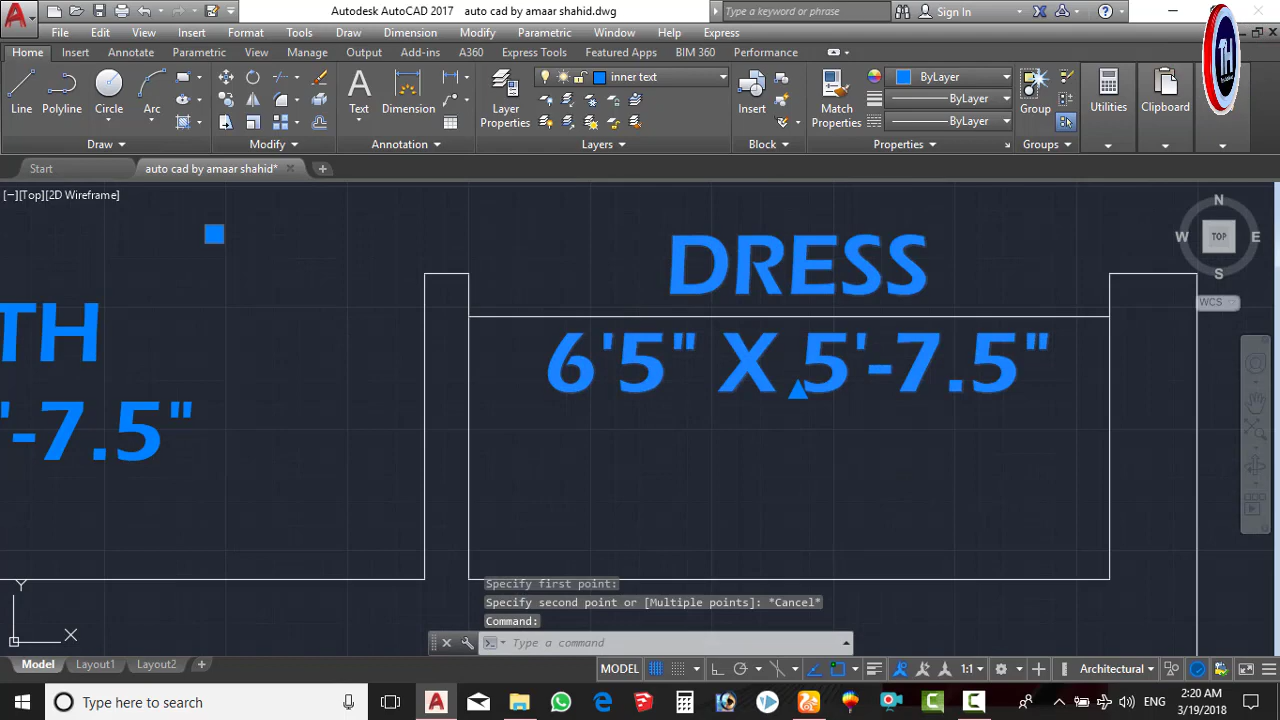 Autodesk AutoCAD 2017 auto cad by amaar shahid.dwg
Type a keyword or phrase
Sign In
File Edit View Insert Format Tools Draw Dimension Modify Parametric Window Help Express
Home Insert Annotate Parametric View Manage Output Add-ins A360 Express Tools Featured Apps BIM 360 Performance
Line Polyline Circle Arc
Text Dimension
Layer Properties
inner text
Insert
Match Properties
ByLayer
ByLayer
ByLayer
Group
Utilities
Clipboard
Draw Modify Annotation Layers Block Properties Groups
Start
auto cad by amaar shahid*
[−][Top][2D Wireframe]
N
W TOP E
S
WCS
DRESS
6'5" X 5'-7.5"
TH
'-7.5"
Y
X
Specify first point:
Specify second point or [Multiple points]: *Cancel*
Command:
Type a command
Model Layout1 Layout2
MODEL
1:1
Architectural
Type here to search
ENG
2:20 AM
3/19/2018